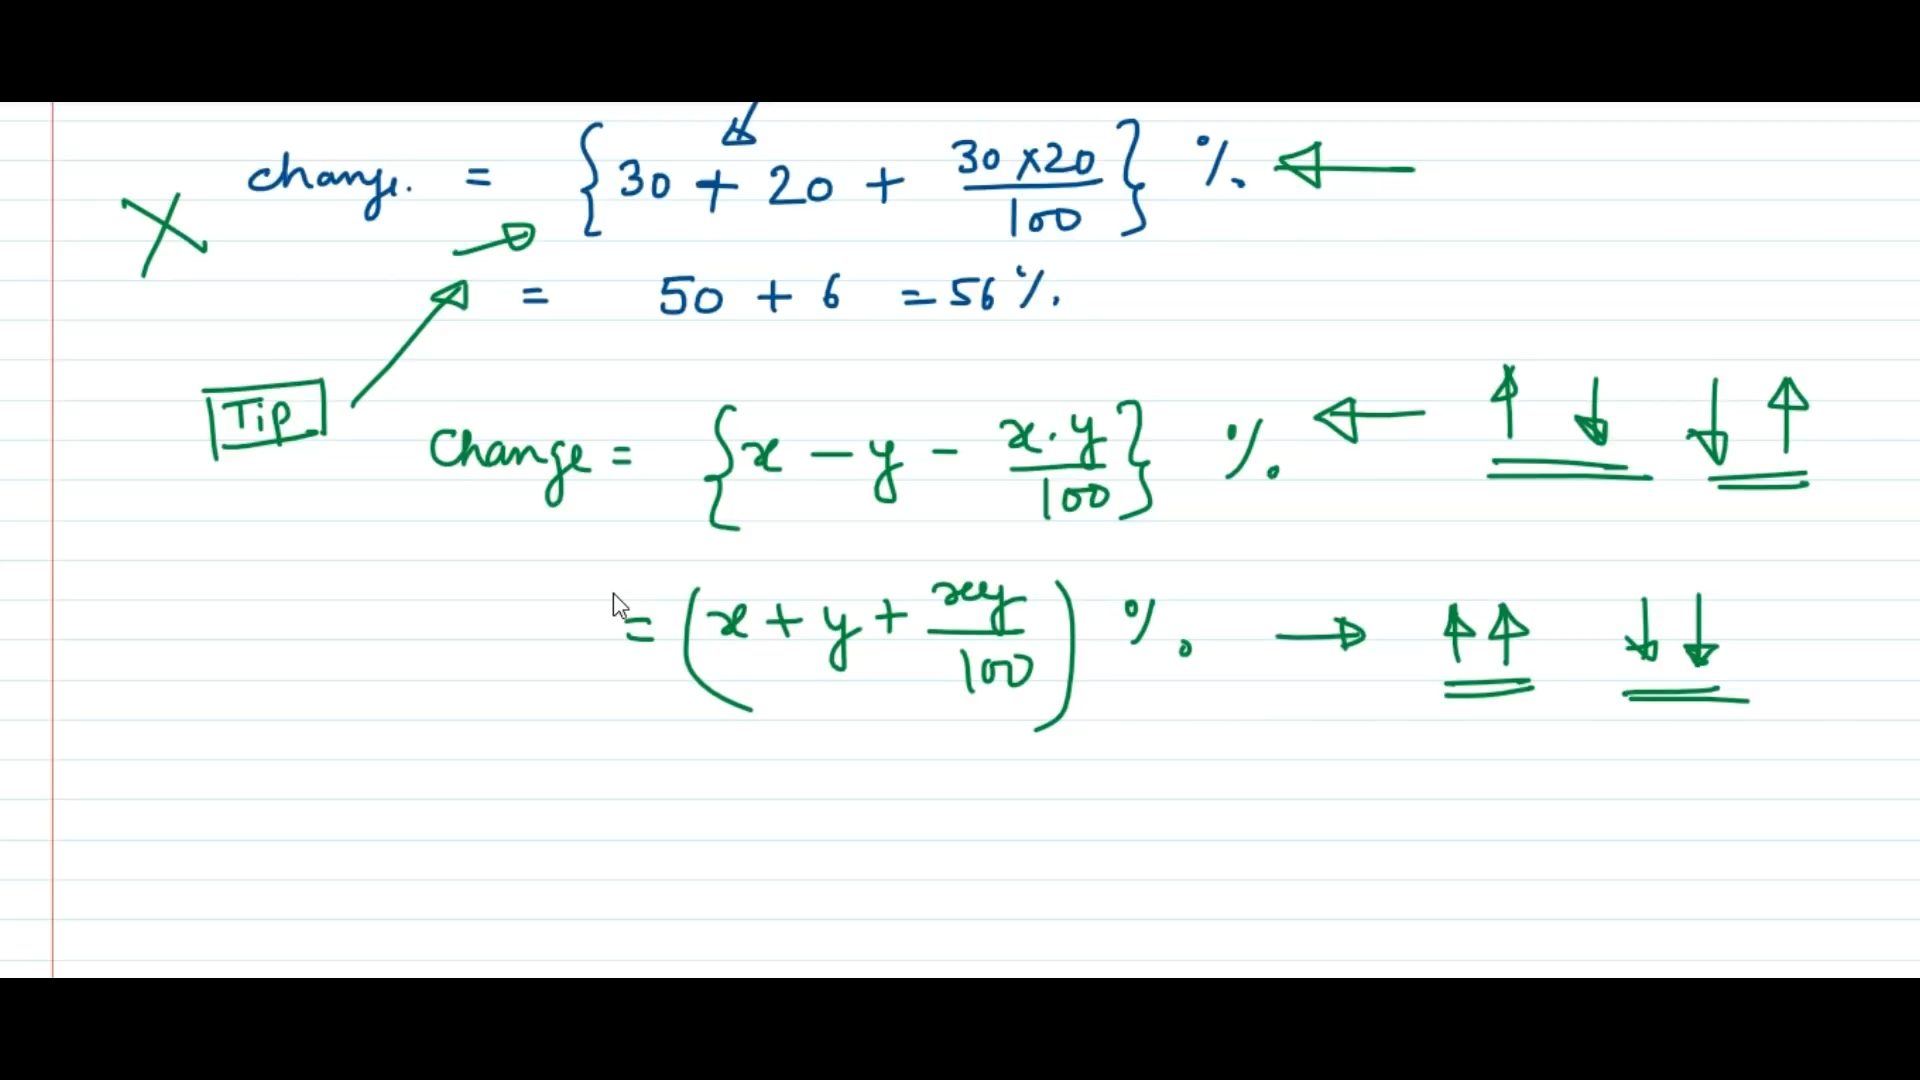 change. = {30 + 20 + 30 x 20 / 100} %.
= 50 + 6 = 56 %.
Tip
Change = {x - y - x . y / 100} %.
= (x + y + xy / 100) %.